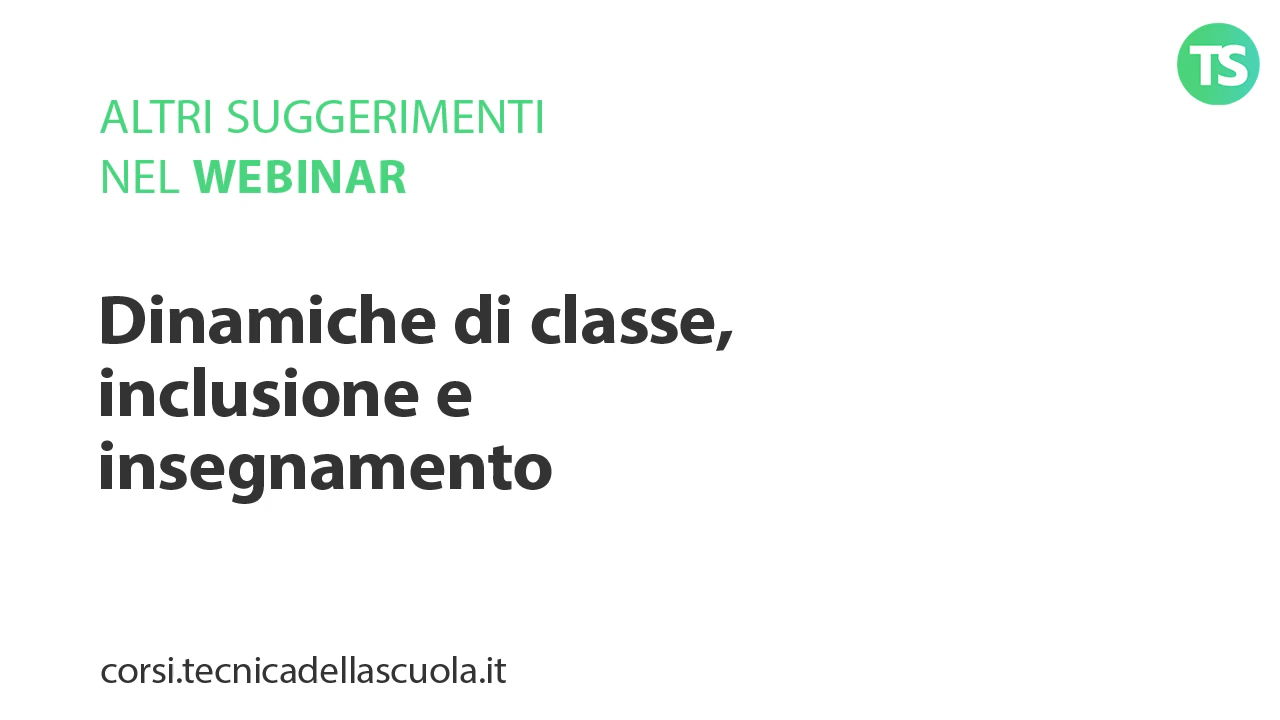 TS
ALTRI SUGGERIMENTI
NEL WEBINAR
Dinamiche di classe,
inclusione e
insegnamento
corsi.tecnicadellascuola.it